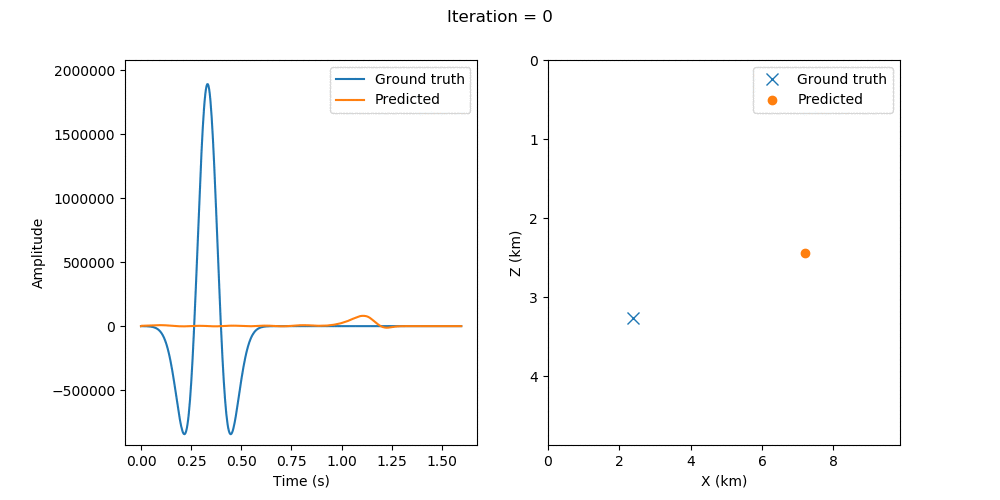 Iteration = 0
2000000
1500000
1000000
500000
0
−500000
Amplitude
0.00 0.25 0.50 0.75 1.00 1.25 1.50
Time (s)
Ground truth
Predicted
0
1
2
3
4
Z (km)
0 2 4 6 8
X (km)
Ground truth
Predicted